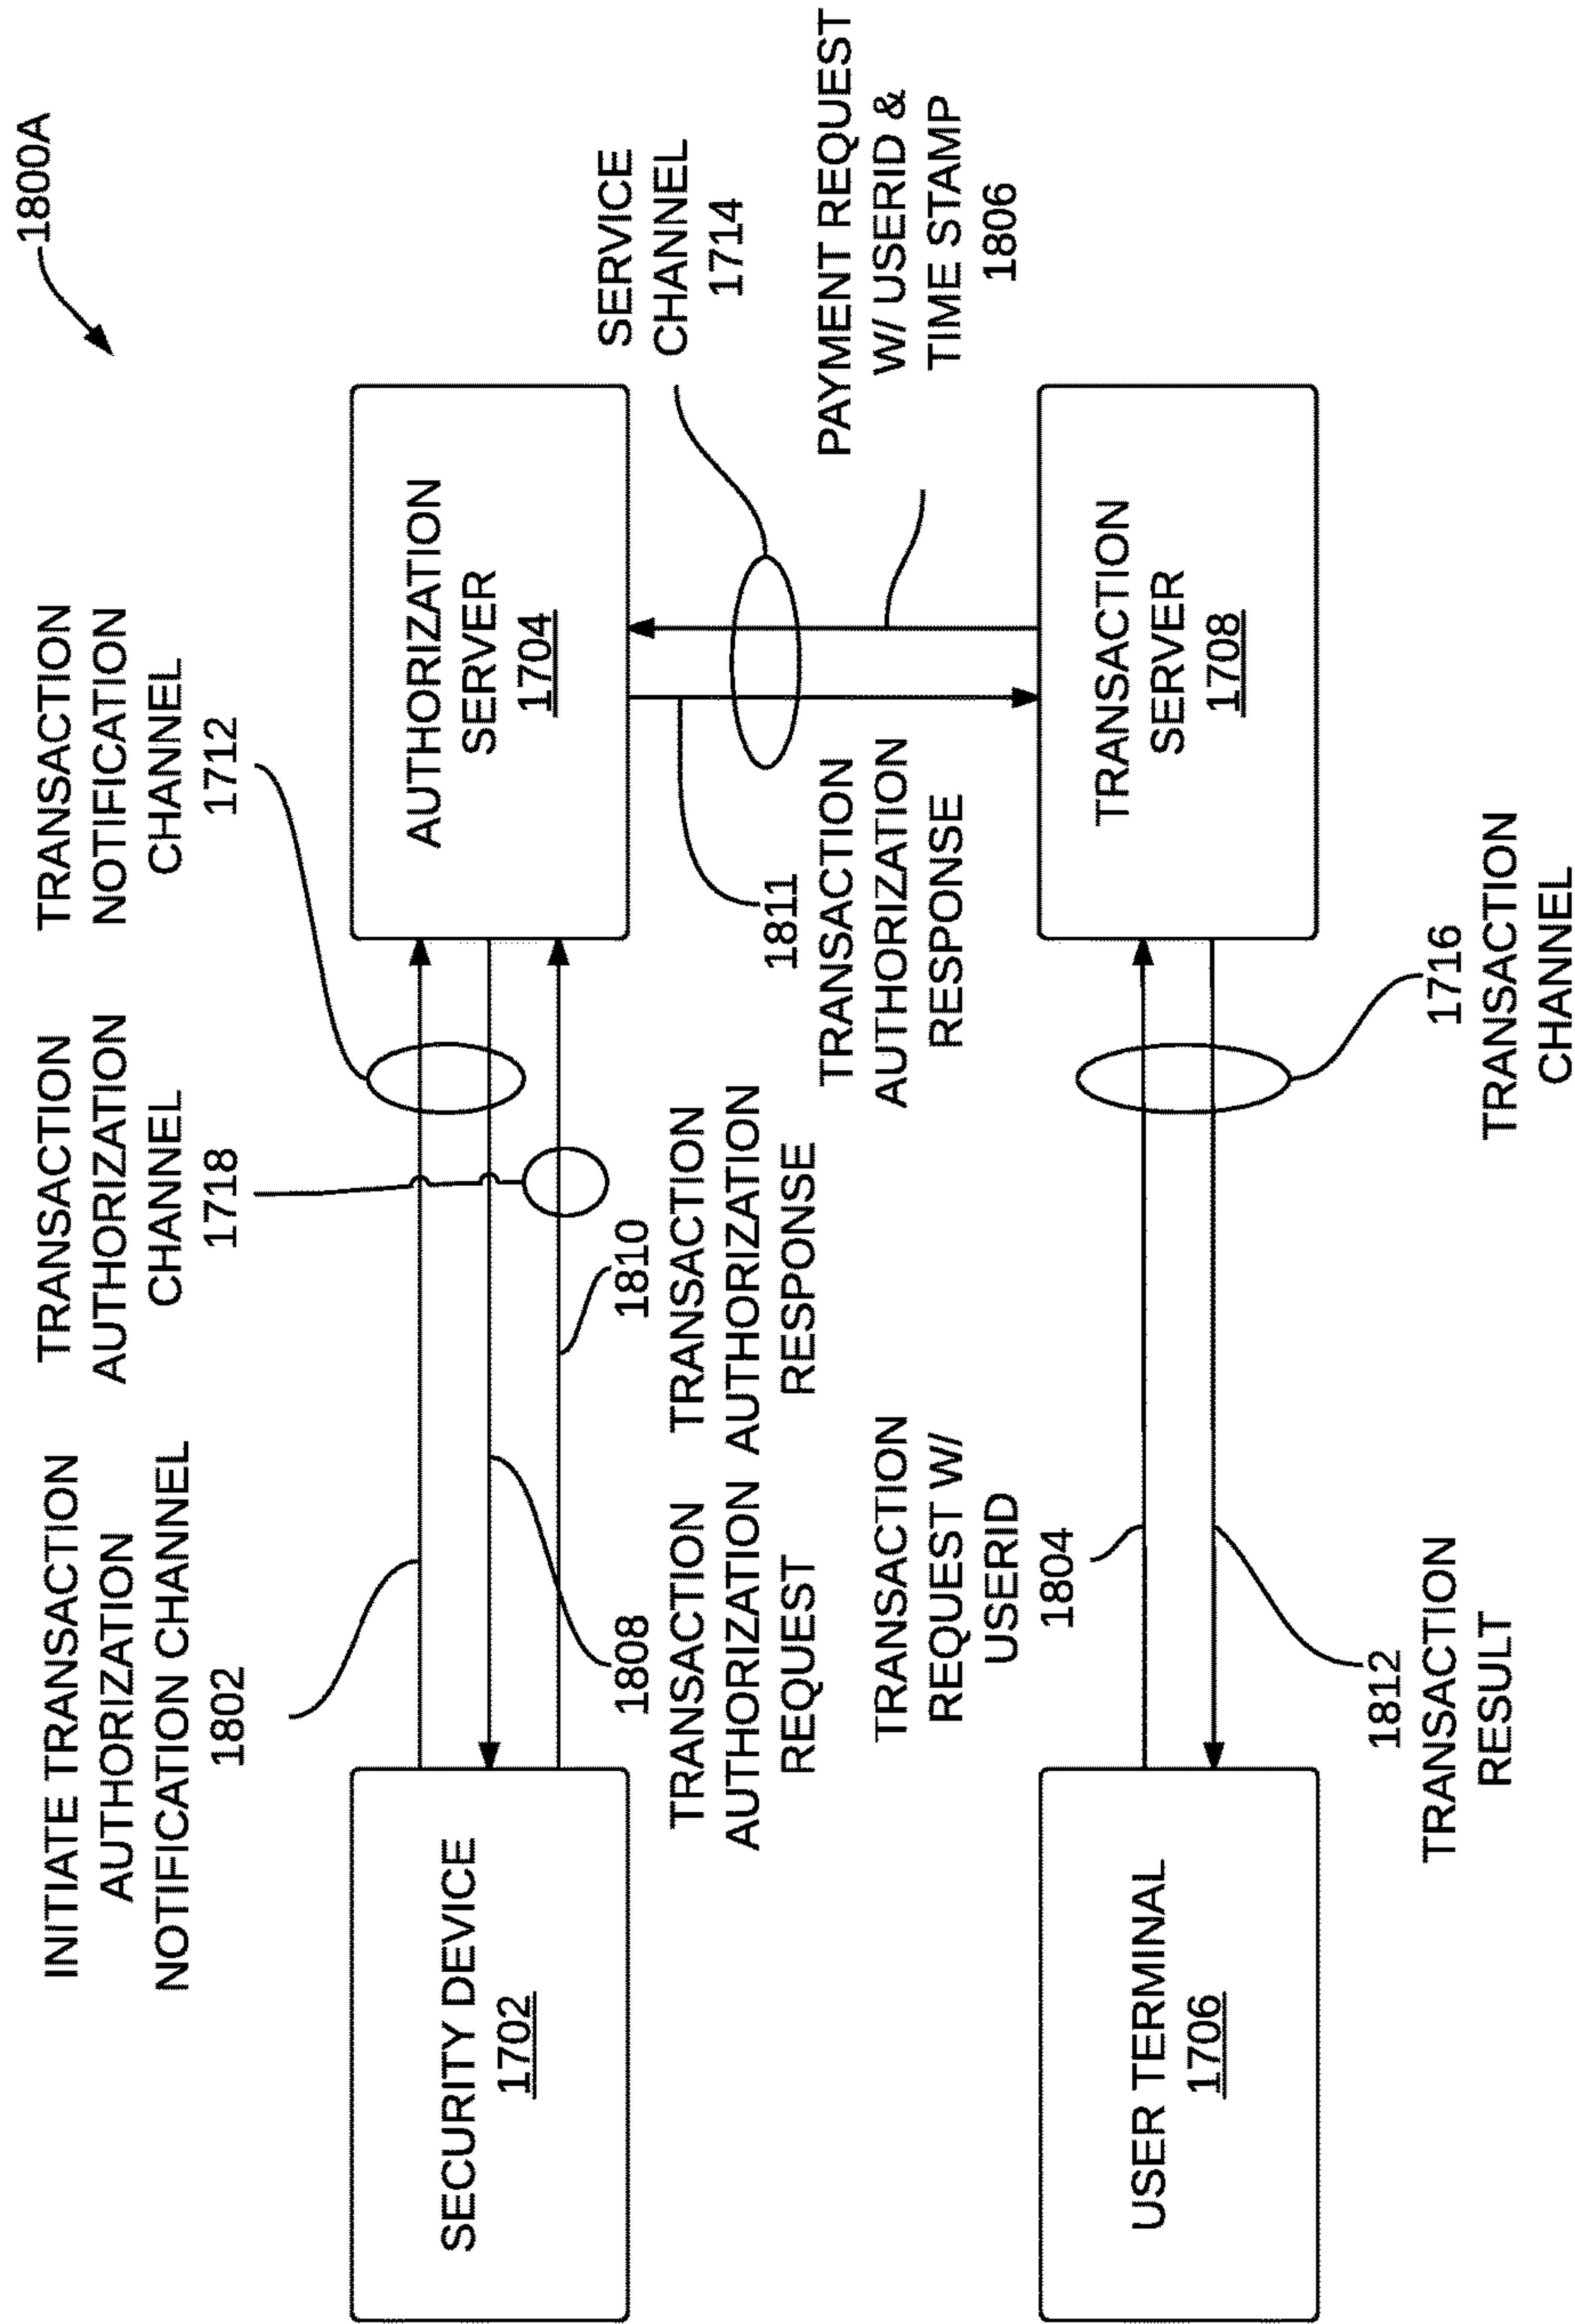 1800A
INITIATE TRANSACTION
AUTHORIZATION
NOTIFICATION CHANNEL
1802
TRANSACTION
AUTHORIZATION
CHANNEL
1718
TRANSACTION
NOTIFICATION
CHANNEL
1712
SECURITY DEVICE
1702
AUTHORIZATION
SERVER
1704
SERVICE
CHANNEL
1714
1808
TRANSACTION
AUTHORIZATION
REQUEST
1810
TRANSACTION
AUTHORIZATION
RESPONSE
1811
TRANSACTION
AUTHORIZATION
RESPONSE
PAYMENT REQUEST
W/ USERID &
TIME STAMP
1806
TRANSACTION
REQUEST W/
USERID
1804
USER TERMINAL
1706
TRANSACTION
SERVER
1708
1812
TRANSACTION
RESULT
1716
TRANSACTION
CHANNEL